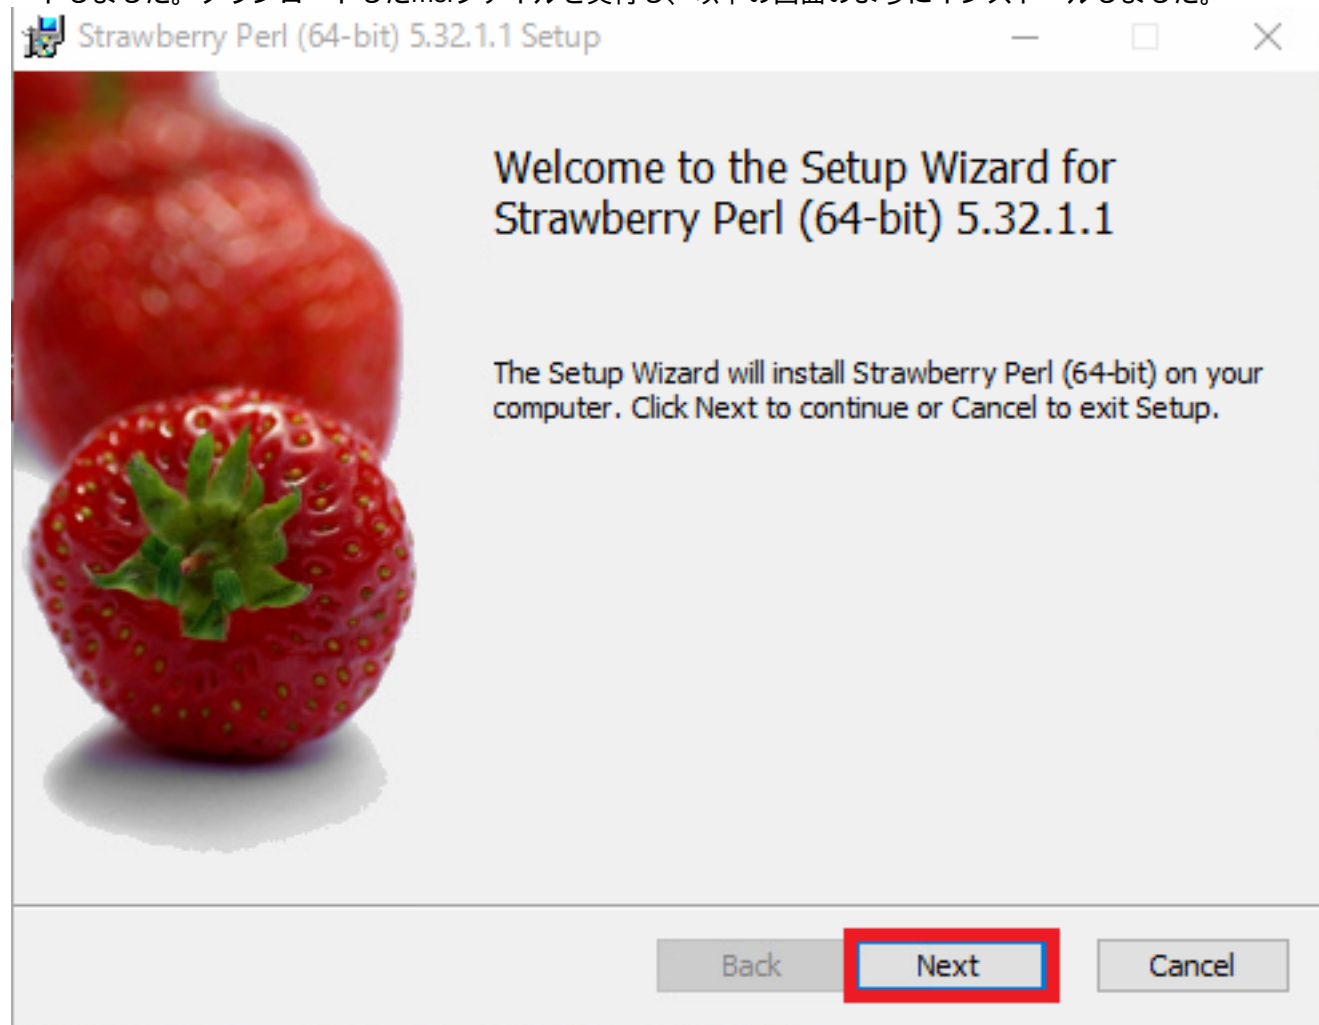 Strawberry Perl (64-bit) 5.32.1.1 Setup
Welcome to the Setup Wizard for
Strawberry Perl (64-bit) 5.32.1.1
The Setup Wizard will install Strawberry Perl (64-bit) on your
computer. Click Next to continue or Cancel to exit Setup.
Back
Next
Cancel